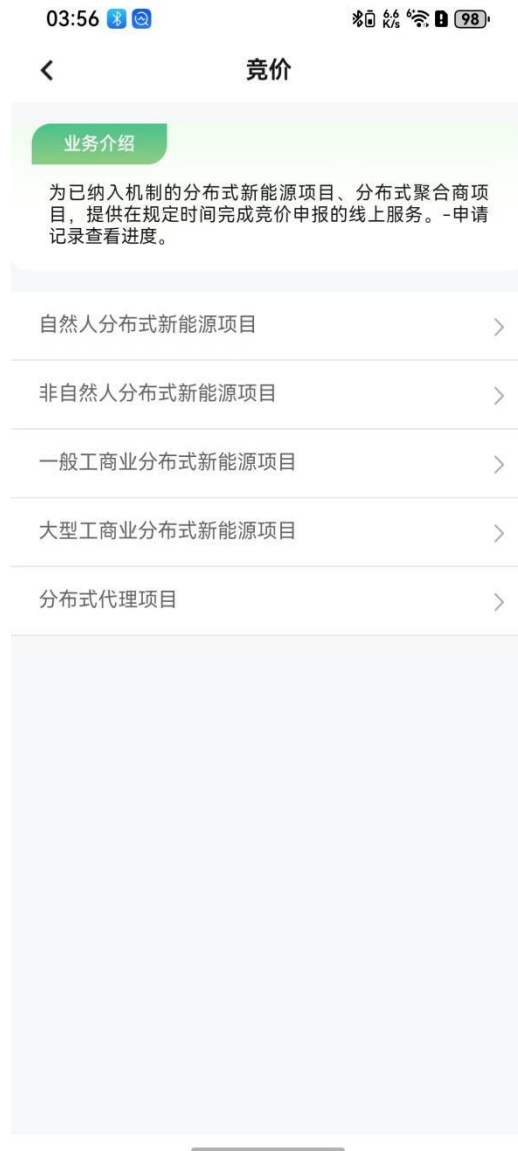 03:56
6.6 K/s 6 98
竞价
业务介绍
为已纳入机制的分布式新能源项目、分布式聚合商项
目，提供在规定时间完成竞价申报的线上服务。-申请
记录查看进度。
自然人分布式新能源项目
非自然人分布式新能源项目
一般工商业分布式新能源项目
大型工商业分布式新能源项目
分布式代理项目